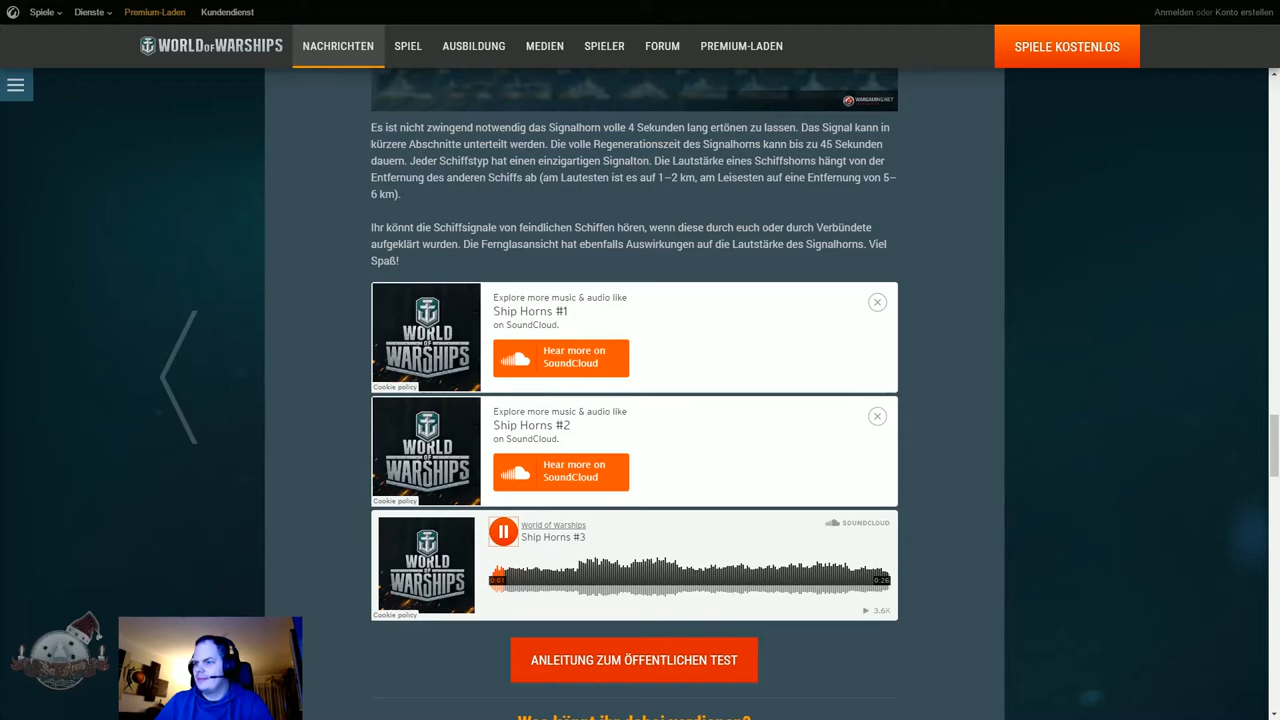 Spiele
Dienste
Premium-Laden
Kundendienst
Anmelden oder Konto erstellen
WORLD OF WARSHIPS
NACHRICHTEN
SPIEL
AUSBILDUNG
MEDIEN
SPIELER
FORUM
PREMIUM-LADEN
SPIELE KOSTENLOS
WARGAMING.NET
Es ist nicht zwingend notwendig das Signalhorn volle 4 Sekunden lang ertönen zu lassen. Das Signal kann in
kürzere Abschnitte unterteilt werden. Die volle Regenerationszeit des Signalhorns kann bis zu 45 Sekunden
dauern. Jeder Schiffstyp hat einen einzigartigen Signalton. Die Lautstärke eines Schiffshorns hängt von der
Entfernung des anderen Schiffs ab (am Lautesten ist es auf 1–2 km, am Leisesten auf eine Entfernung von 5–
6 km).
Ihr könnt die Schiffsignale von feindlichen Schiffen hören, wenn diese durch euch oder durch Verbündete
aufgeklärt wurden. Die Fernglasansicht hat ebenfalls Auswirkungen auf die Lautstärke des Signalhorns. Viel
Spaß!
WORLD
OF
WARSHIPS
Cookie policy
Explore more music & audio like
Ship Horns #1
on SoundCloud.
Hear more on
SoundCloud
WORLD
OF
WARSHIPS
Cookie policy
Explore more music & audio like
Ship Horns #2
on SoundCloud.
Hear more on
SoundCloud
WORLD
OF
WARSHIPS
Cookie policy
World of Warships
Ship Horns #3
SOUNDCLOUD
0:01
0:26
3.6K
ANLEITUNG ZUM ÖFFENTLICHEN TEST
Was könnt ihr dabei verdienen?